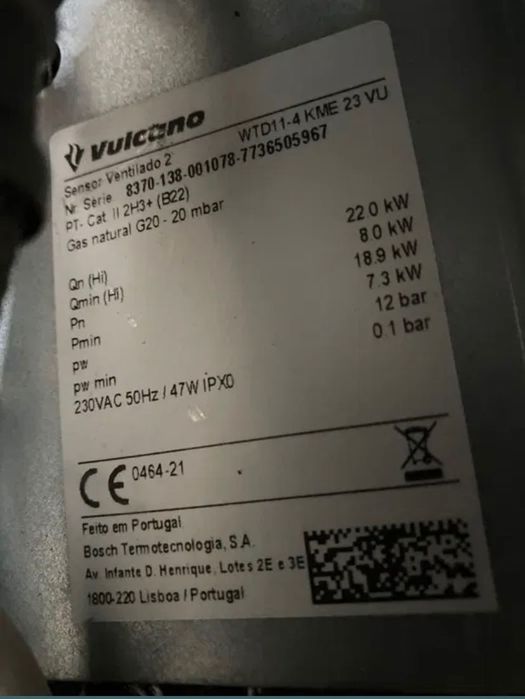 Vulcano
WTD11-4 KME 23 VU
Sensor Ventilado 2
Nr. Série 8370-138-001078-7736505967
PT- Cat. II 2H3+ (B22)
Gas natural G20 - 20 mbar
Qn (Hi) 22.0 kW
Qmin (Hi) 8.0 kW
Pn 18.9 kW
Pmin 7.3 kW
pw 12 bar
pw min 0.1 bar
230VAC 50Hz / 47W IPX0
CE 0464-21
Feito em Portugal
Bosch Termotecnologia, S.A.
Av. Infante D. Henrique, Lotes 2E e 3E
1800-220 Lisboa / Portugal